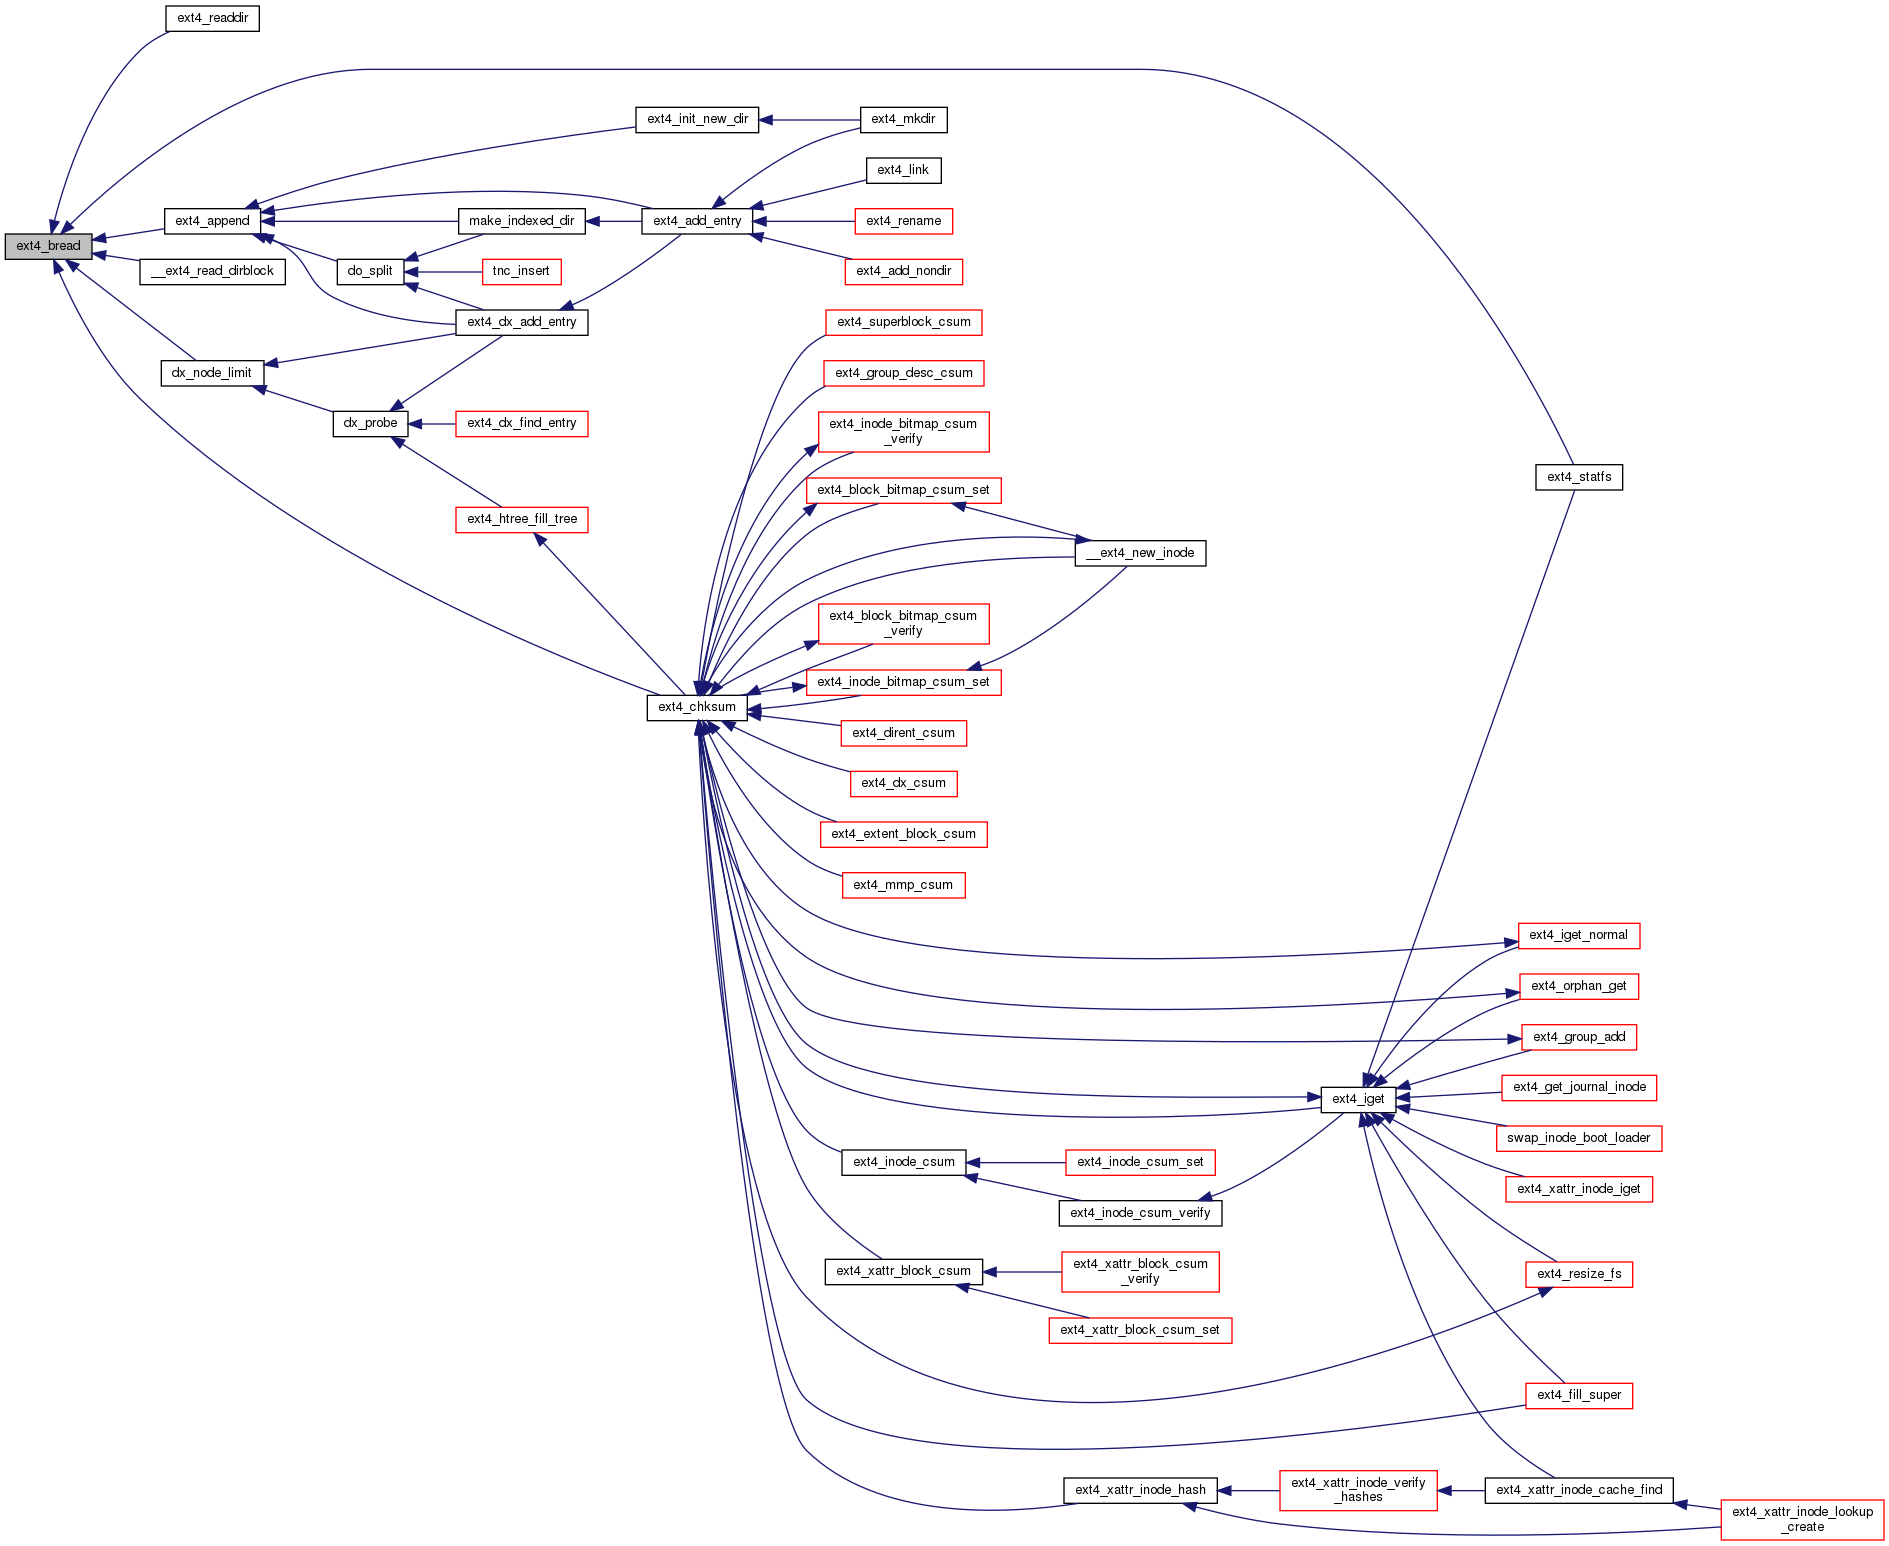 ext4_readdir
ext4_init_new_dir
ext4_mkdir
ext4_link
ext4_append
make_indexed_dir
ext4_add_entry
ext4_rename
ext4_bread
__ext4_read_dirblock
do_split
tnc_insert
ext4_add_nondir
ext4_dx_add_entry
ext4_superblock_csum
dx_node_limit
ext4_group_desc_csum
dx_probe
ext4_dx_find_entry
ext4_inode_bitmap_csum
_verify
ext4_statfs
ext4_block_bitmap_csum_set
ext4_htree_fill_tree
__ext4_new_inode
ext4_block_bitmap_csum
_verify
ext4_inode_bitmap_csum_set
ext4_chksum
ext4_dirent_csum
ext4_dx_csum
ext4_extent_block_csum
ext4_mmp_csum
ext4_iget_normal
ext4_orphan_get
ext4_group_add
ext4_get_journal_inode
ext4_iget
swap_inode_boot_loader
ext4_inode_csum
ext4_inode_csum_set
ext4_xattr_inode_iget
ext4_inode_csum_verify
ext4_xattr_block_csum
ext4_xattr_block_csum
_verify
ext4_resize_fs
ext4_xattr_block_csum_set
ext4_fill_super
ext4_xattr_inode_hash
ext4_xattr_inode_verify
_hashes
ext4_xattr_inode_cache_find
ext4_xattr_inode_lookup
_create